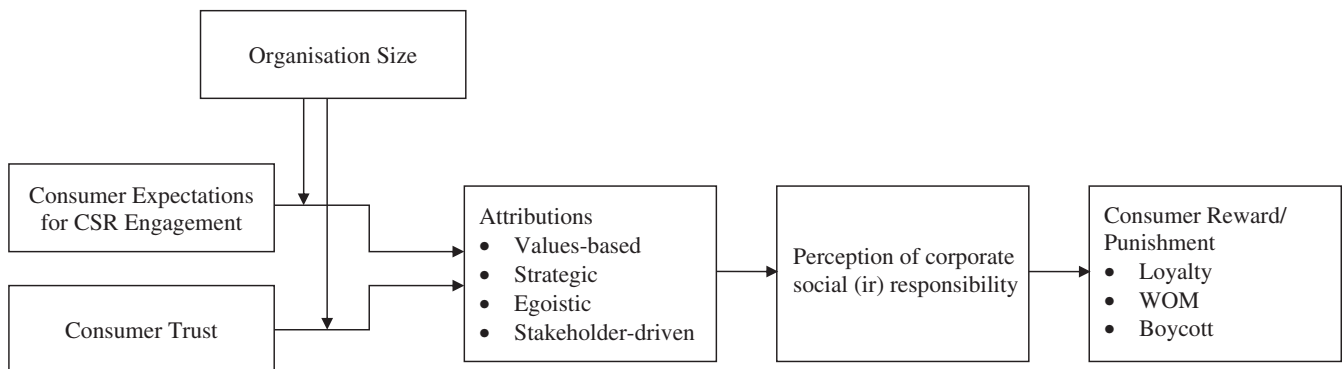 Organisation Size
Consumer Expectations
for CSR Engagement
Consumer Trust
Attributions
• Values-based
• Strategic
• Egoistic
• Stakeholder-driven
Perception of corporate
social (ir) responsibility
Consumer Reward/
Punishment
• Loyalty
• WOM
• Boycott